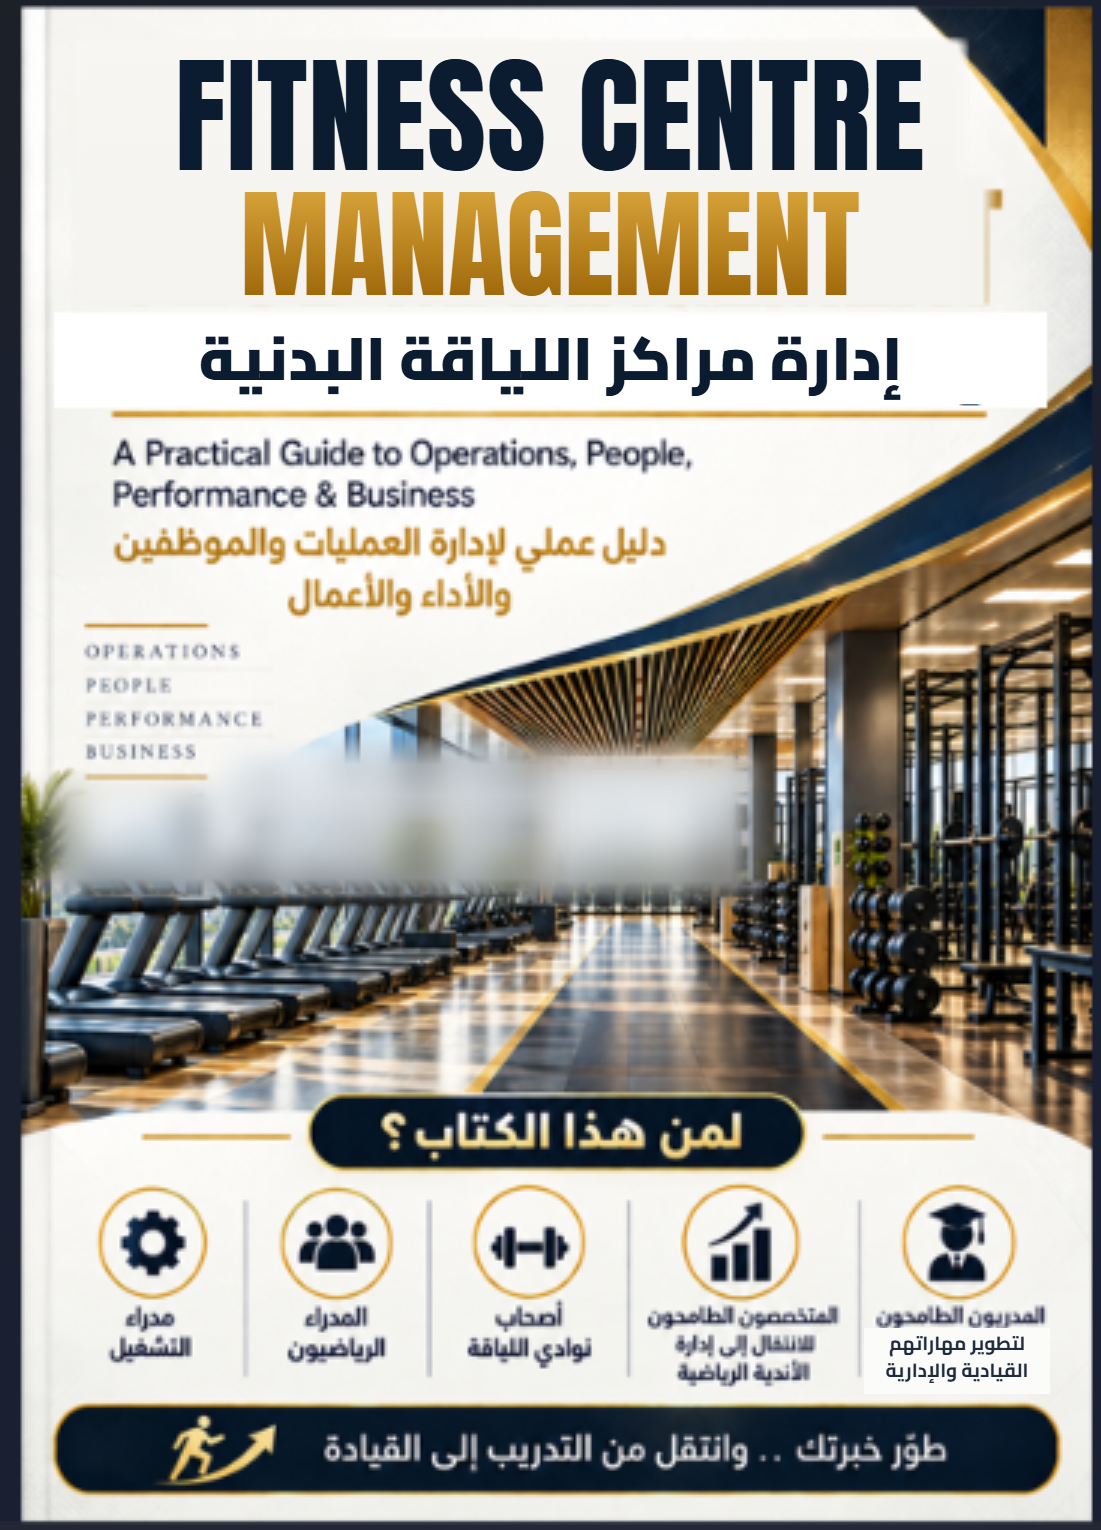 FITNESS CENTRE
MANAGEMENT
إدارة مراكز اللياقة البدنية
A Practical Guide to Operations, People,
Performance & Business
دليل عملي لإدارة العمليات والموظفين
والأداء والأعمال
OPERATIONS
PEOPLE
PERFORMANCE
BUSINESS
لمن هذا الكتاب ؟
المدربون الطامحون
لتطوير مهاراتهم
القيادية والإدارية
المتخصصون الطامحون
للانتقال إلى إدارة
الأندية الرياضية
أصحاب
نوادي اللياقة
المدراء
الرياضيون
مدراء
التشغيل
طوّر خبرتك .. وانتقل من التدريب إلى القيادة